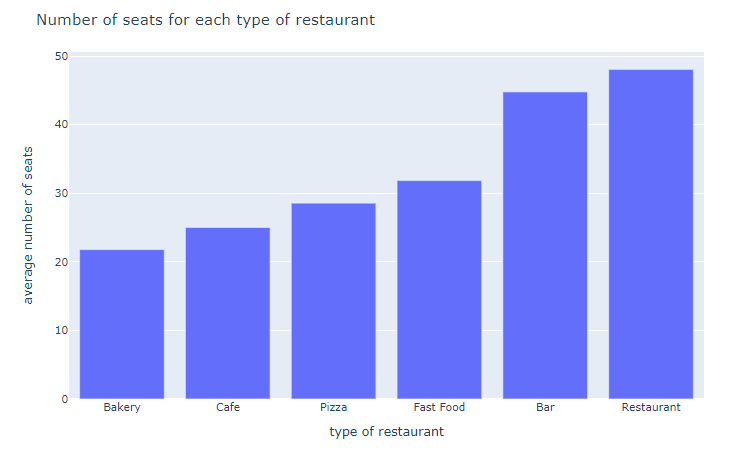 Number of seats for each type of restaurant
50
40
30
20
10
0
average number of seats
Bakery Cafe Pizza Fast Food Bar Restaurant
type of restaurant